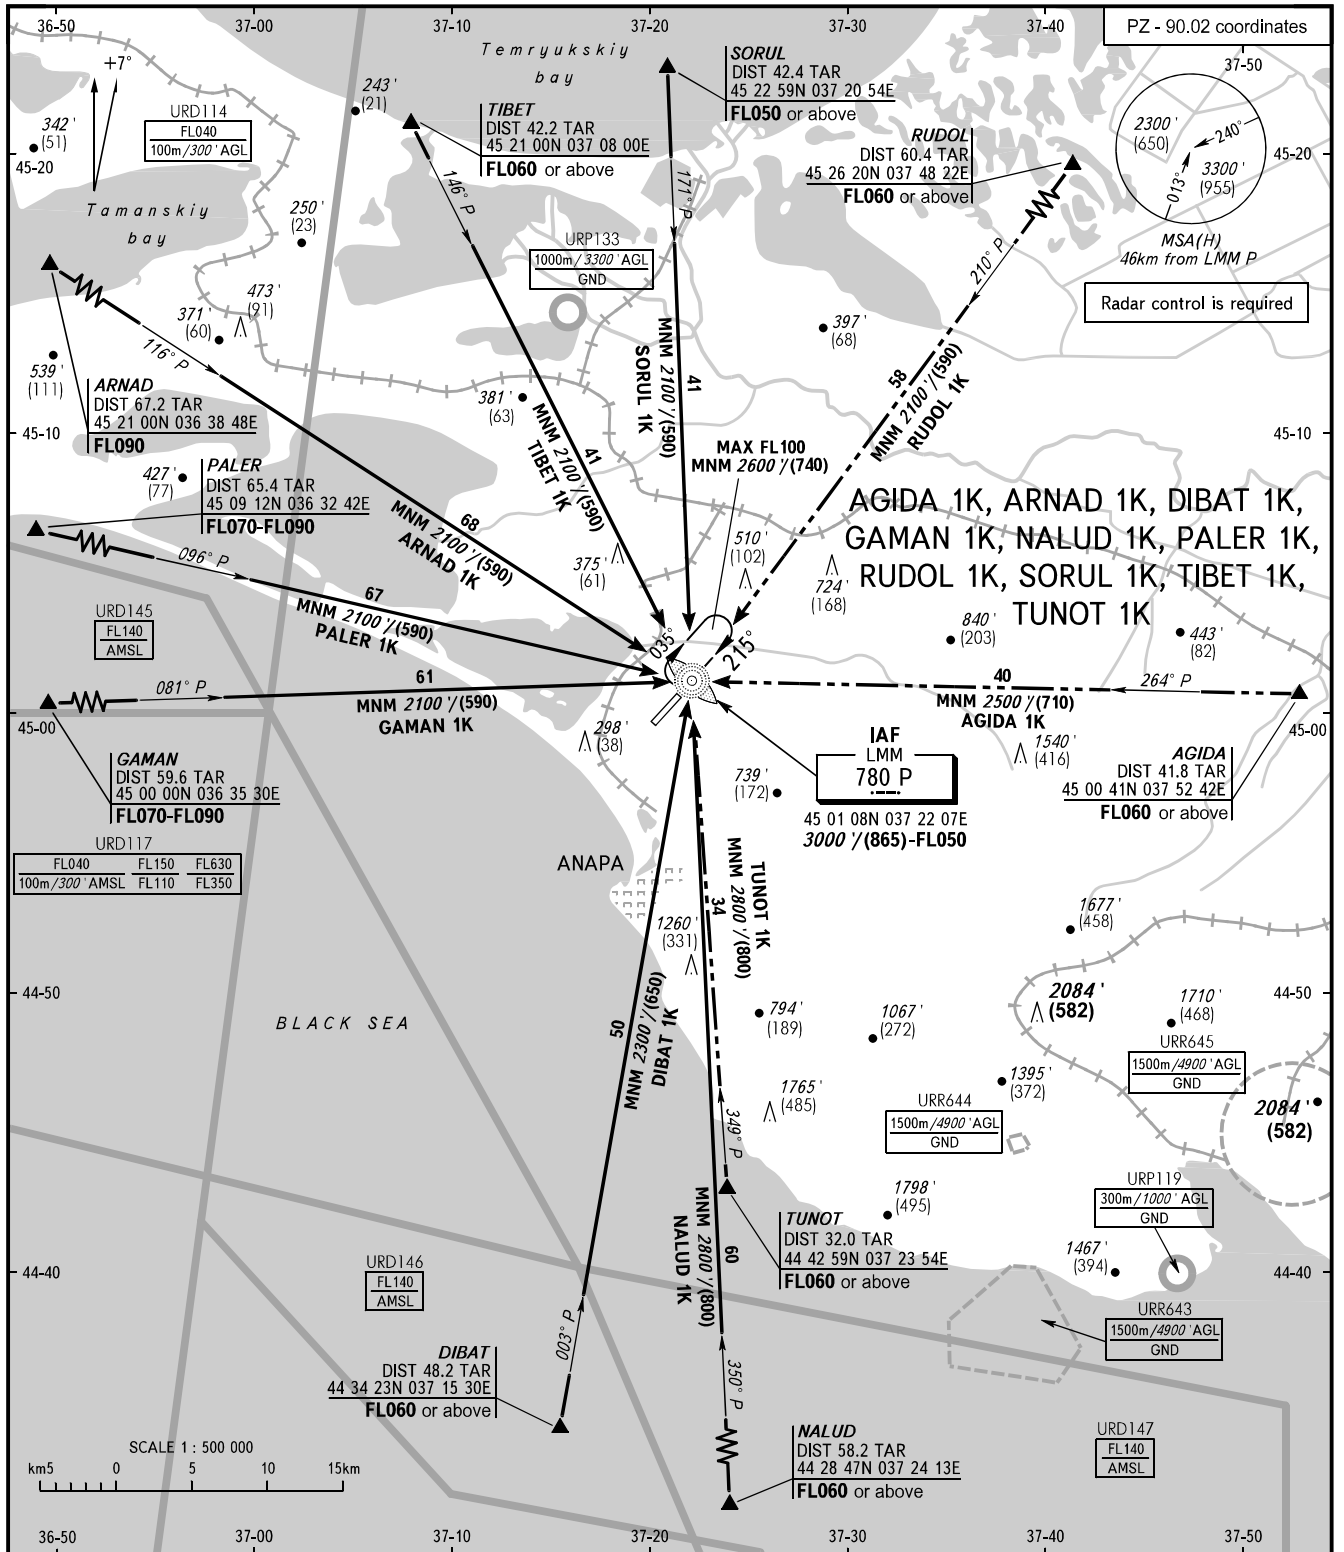 36-50
37-00
37-10
37-20
37-30
37-40
PZ - 90.02 coordinates
37-50
+7°
342'
(51)
45-20
URD114
FL040
100m/300' AGL
243'
(21)
Temryukskiy
bay
TIBET
DIST 42.2 TAR
45 21 00N 037 08 00E
FL060 or above
SORUL
DIST 42.4 TAR
45 22 59N 037 20 54E
FL050 or above
RUDOL
DIST 60.4 TAR
45 26 20N 037 48 22E
FL060 or above
2300'
(650)
240°
3300'
(955)
013°
45-20
MSA(H)
46km from LMM P
Radar control is required
Tamanskiy
bay
250'
(23)
146° P
171° P
210° P
URP133
1000m/3300' AGL
GND
473'
(91)
371'
(60)
116° P
539'
(111)
397'
(68)
ARNAD
DIST 67.2 TAR
45 21 00N 036 38 48E
FL090
381'
(63)
41
MNM 2100'/(590)
SORUL 1K
58
MNM 2100'/(590)
RUDOL 1K
45-10
45-10
41
MNM 2100'/(590)
TIBET 1K
MAX FL100
MNM 2600'/(740)
427'
(77)
PALER
DIST 65.4 TAR
45 09 12N 036 32 42E
FL070-FL090
AGIDA 1K, ARNAD 1K, DIBAT 1K,
GAMAN 1K, NALUD 1K, PALER 1K,
RUDOL 1K, SORUL 1K, TIBET 1K,
TUNOT 1K
68
MNM 2100'/(590)
ARNAD 1K
096° P
375'
(61)
510'
(102)
724'
(168)
67
MNM 2100'/(590)
PALER 1K
URD145
FL140
AMSL
840'
(203)
443'
(82)
035°
215°
081° P
61
MNM 2100'/(590)
GAMAN 1K
40
MNM 2500'/(710)
AGIDA 1K
264° P
45-00
45-00
298'
(38)
IAF
LMM
780 P
45 01 08N 037 22 07E
3000'/(865)-FL050
1540'
(416)
739'
(172)
GAMAN
DIST 59.6 TAR
45 00 00N 036 35 30E
FL070-FL090
AGIDA
DIST 41.8 TAR
45 00 41N 037 52 42E
FL060 or above
URD117
FL040 FL150 FL630
100m/300' AMSL FL110 FL350
ANAPA
TUNOT 1K
MNM 2800'/(800)
34
1260'
(331)
1677'
(458)
44-50
44-50
BLACK SEA
50
MNM 2300'/(650)
DIBAT 1K
794'
(189)
1067'
(272)
2084'
(582)
1710'
(468)
URR645
1500m/4900' AGL
GND
1765'
(485)
1395'
(372)
2084'
(582)
URR644
1500m/4900' AGL
GND
349° P
1798'
(495)
URP119
300m/1000' AGL
GND
60
MNM 2800'/(800)
NALUD 1K
TUNOT
DIST 32.0 TAR
44 42 59N 037 23 54E
FL060 or above
1467'
(394)
44-40
44-40
URD146
FL140
AMSL
URR643
1500m/4900' AGL
GND
003° P
DIBAT
DIST 48.2 TAR
44 34 23N 037 15 30E
FL060 or above
350° P
NALUD
DIST 58.2 TAR
44 28 47N 037 24 13E
FL060 or above
URD147
FL140
AMSL
SCALE 1 : 500 000
km5 0 5 10 15km
36-50
37-00
37-10
37-20
37-30
37-40
37-50